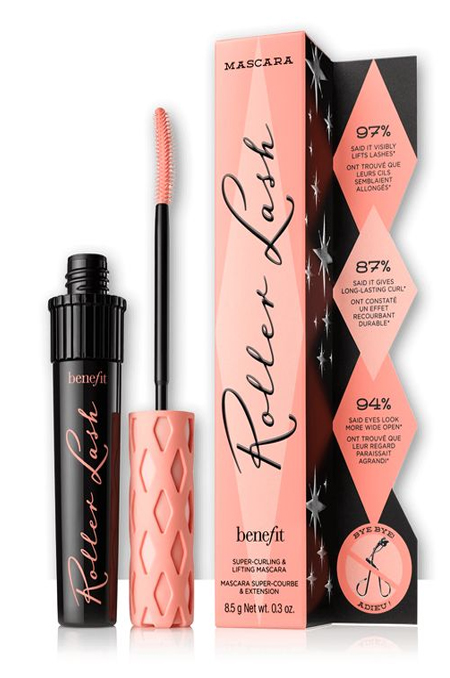 MASCARA
Roller Lash
benefit
SUPER-CURLING &
LIFTING MASCARA
MASCARA SUPER-COURBE
& EXTENSION
8.5 g Net wt. 0.3 oz.
97%
SAID IT VISIBLY
LIFTS LASHES*
ONT TROUVÉ QUE
LEURS CILS
SEMBLAIENT
ALLONGÉS*
87%
SAID IT GIVES
LONG-LASTING CURL*
ONT CONSTATÉ
UN EFFET
RECOURBANT
DURABLE*
94%
SAID EYES LOOK
MORE WIDE OPEN*
ONT TROUVÉ QUE
LEUR REGARD
PARAISSAIT
AGRANDI*
BYE BYE!
ADIEU!
benefit
Roller Lash